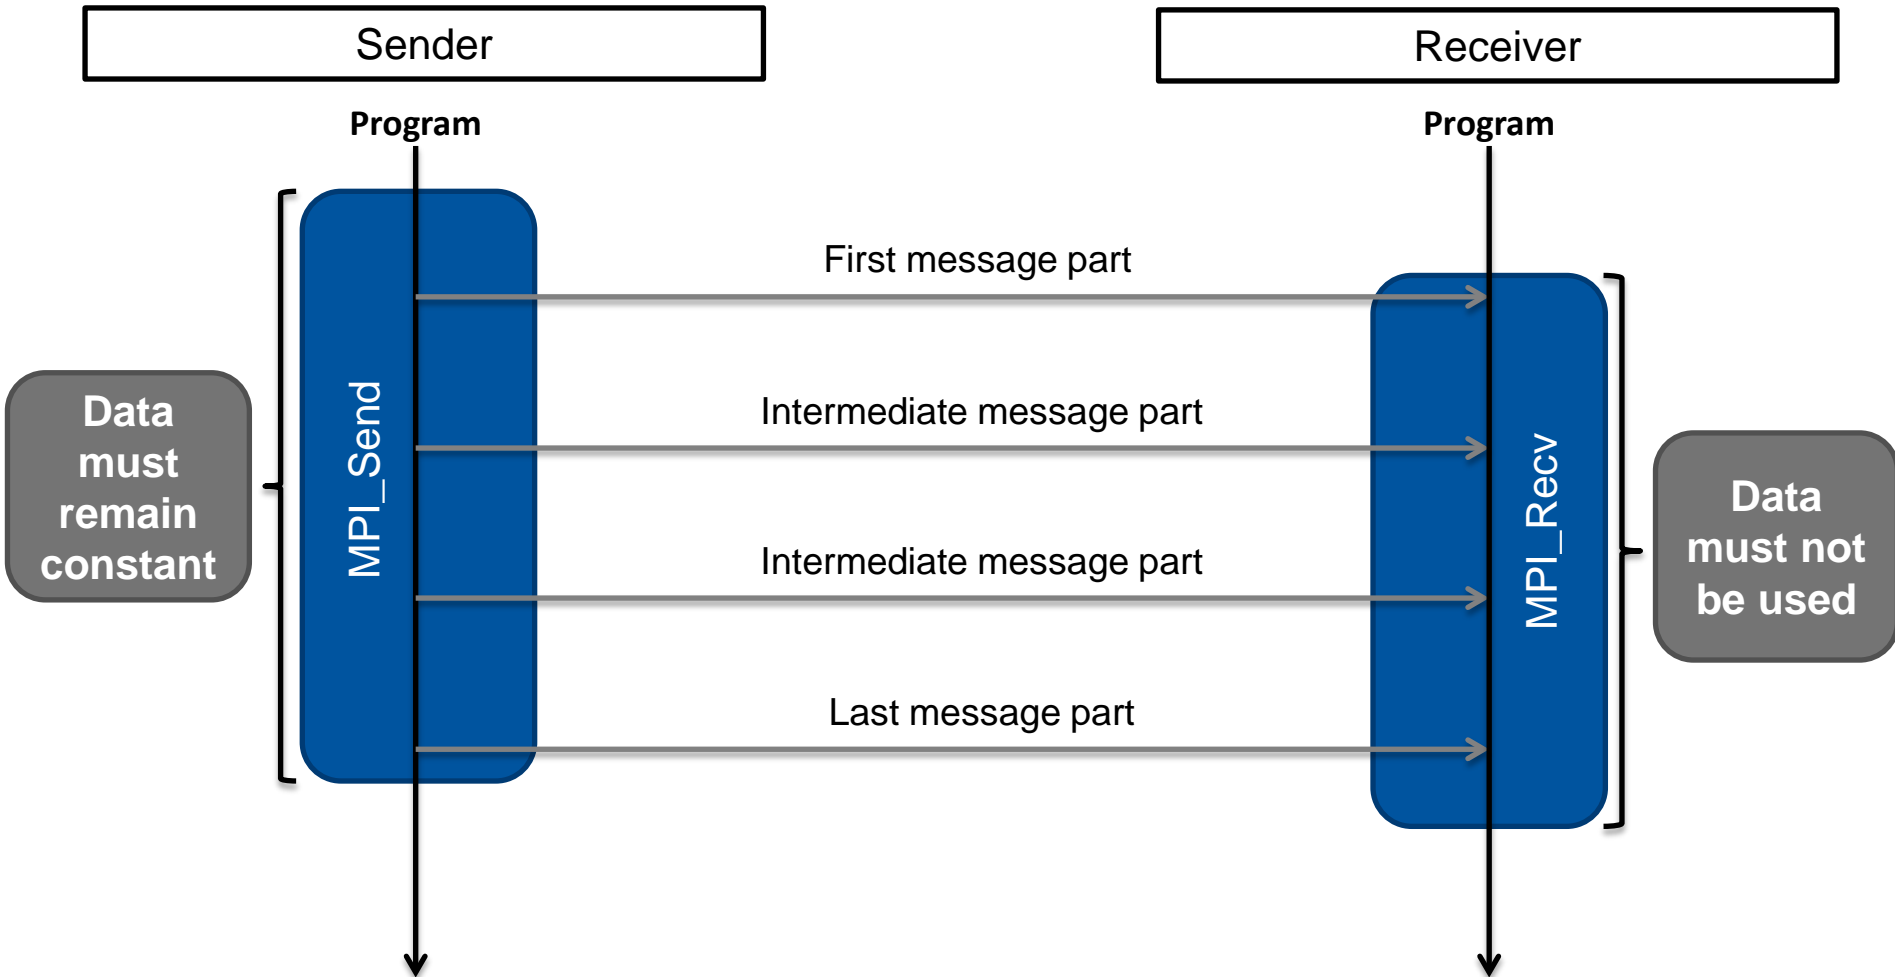 Sender
Receiver
Program
Program
First message part
Intermediate message part
Intermediate message part
Last message part
MPI_Send
MPI_Recv
Data
must
remain
constant
Data
must not
be used